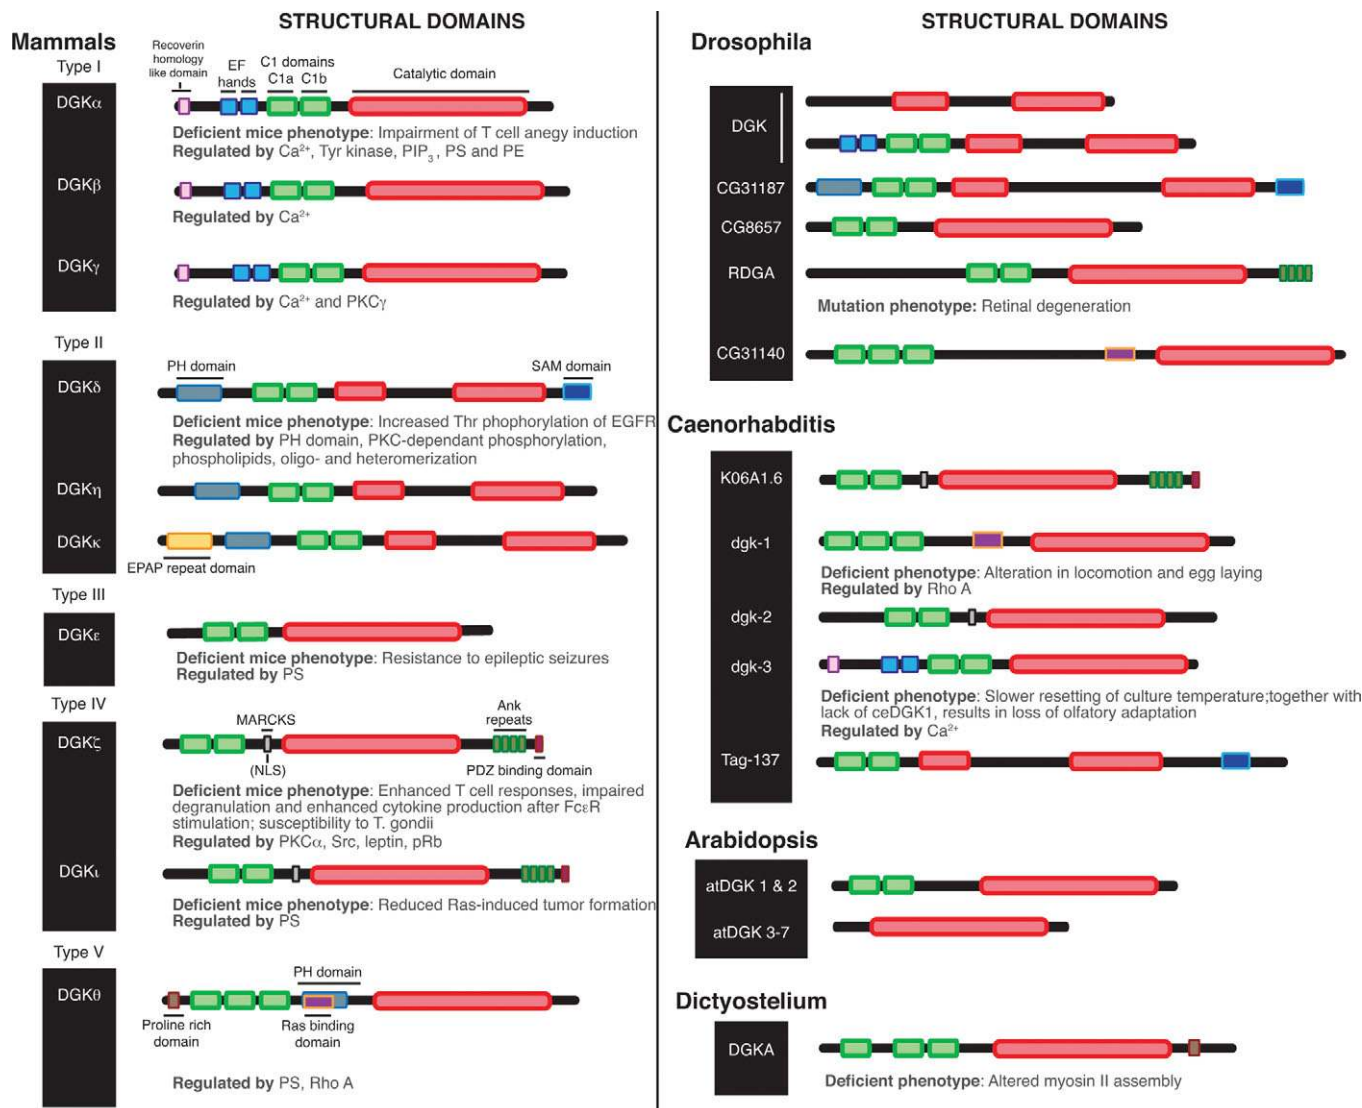 STRUCTURAL DOMAINS
Mammals
Type I
Recoverin
homology
like domain
EF
hands
C1 domains
C1a C1b
Catalytic domain
DGKα
Deficient mice phenotype: Impairment of T cell anegy induction
Regulated by Ca²⁺, Tyr kinase, PIP₃, PS and PE
DGKβ
Regulated by Ca²⁺
DGKγ
Regulated by Ca²⁺ and PKCγ
Type II
PH domain
SAM domain
DGKδ
Deficient mice phenotype: Increased Thr phophorylation of EGFR
Regulated by PH domain, PKC-dependant phosphorylation,
phospholipids, oligo- and heteromerization
DGKη
DGKκ
EPAP repeat domain
Type III
DGKε
Deficient mice phenotype: Resistance to epileptic seizures
Regulated by PS
Type IV
MARCKS
Ank
repeats
DGKζ
(NLS)
PDZ binding domain
Deficient mice phenotype: Enhanced T cell responses, impaired
degranulation and enhanced cytokine production after FcεR
stimulation; susceptibility to T. gondii
Regulated by PKCα, Src, leptin, pRb
DGKι
Deficient mice phenotype: Reduced Ras-induced tumor formation
Regulated by PS
Type V
PH domain
DGKθ
Proline rich
domain
Ras binding
domain
Regulated by PS, Rho A
STRUCTURAL DOMAINS
Drosophila
DGK
CG31187
CG8657
RDGA
Mutation phenotype: Retinal degeneration
CG31140
Caenorhabditis
K06A1.6
dgk-1
Deficient phenotype: Alteration in locomotion and egg laying
Regulated by Rho A
dgk-2
dgk-3
Deficient phenotype: Slower resetting of culture temperature;together with
lack of ceDGK1, results in loss of olfatory adaptation
Regulated by Ca²⁺
Tag-137
Arabidopsis
atDGK 1 & 2
atDGK 3-7
Dictyostelium
DGKA
Deficient phenotype: Altered myosin II assembly